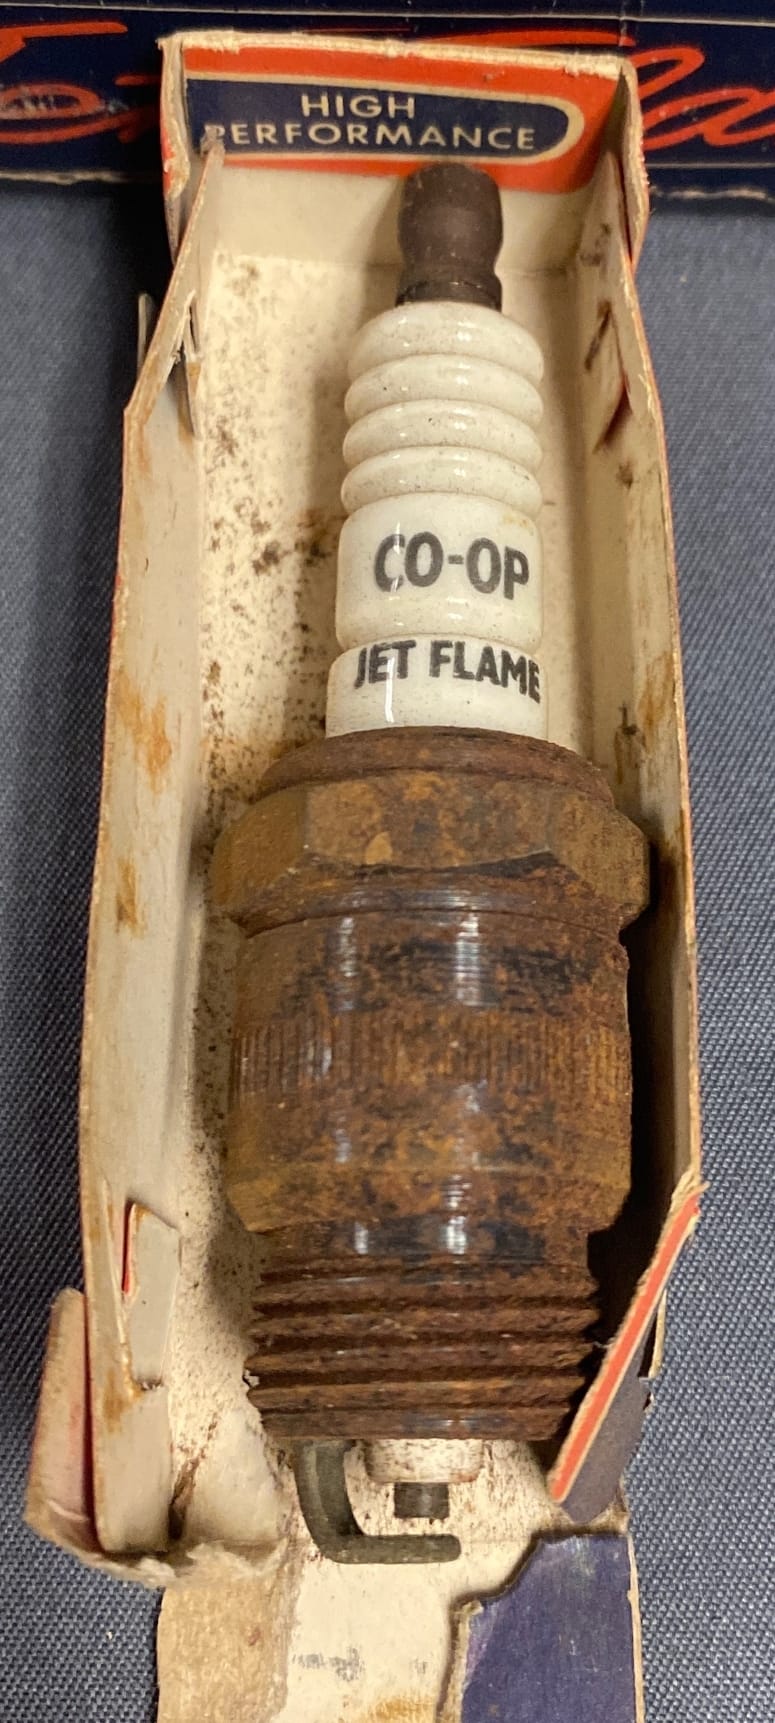 HIGH
PERFORMANCE
CO-OP
JET FLAME